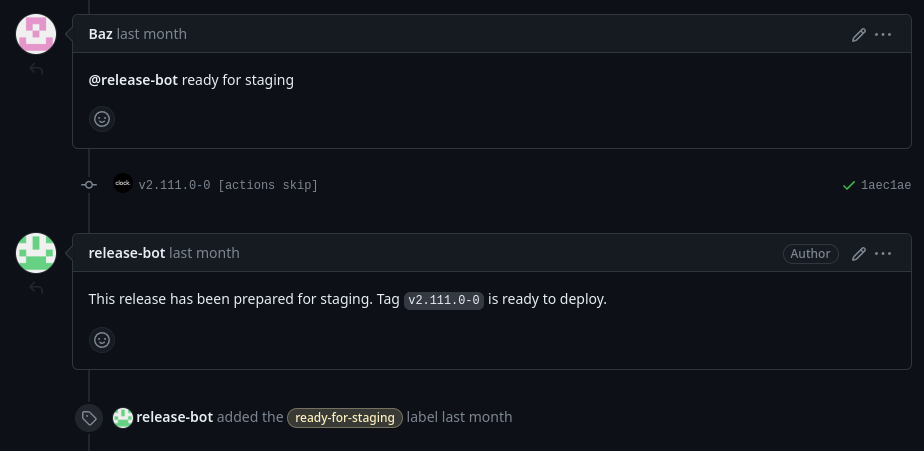 Baz last month
@release-bot ready for staging
clock.
v2.111.0-0 [actions skip] 1aec1ae
release-bot last month Author
This release has been prepared for staging. Tag v2.111.0-0 is ready to deploy.
release-bot added the ready-for-staging label last month